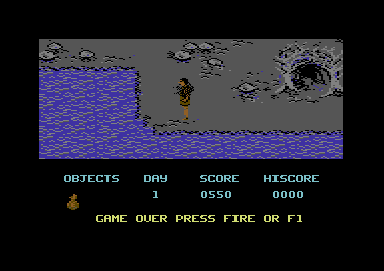 OBJECTS DAY SCORE HISCORE
1 0550 0000
GAME OVER PRESS FIRE OR F1